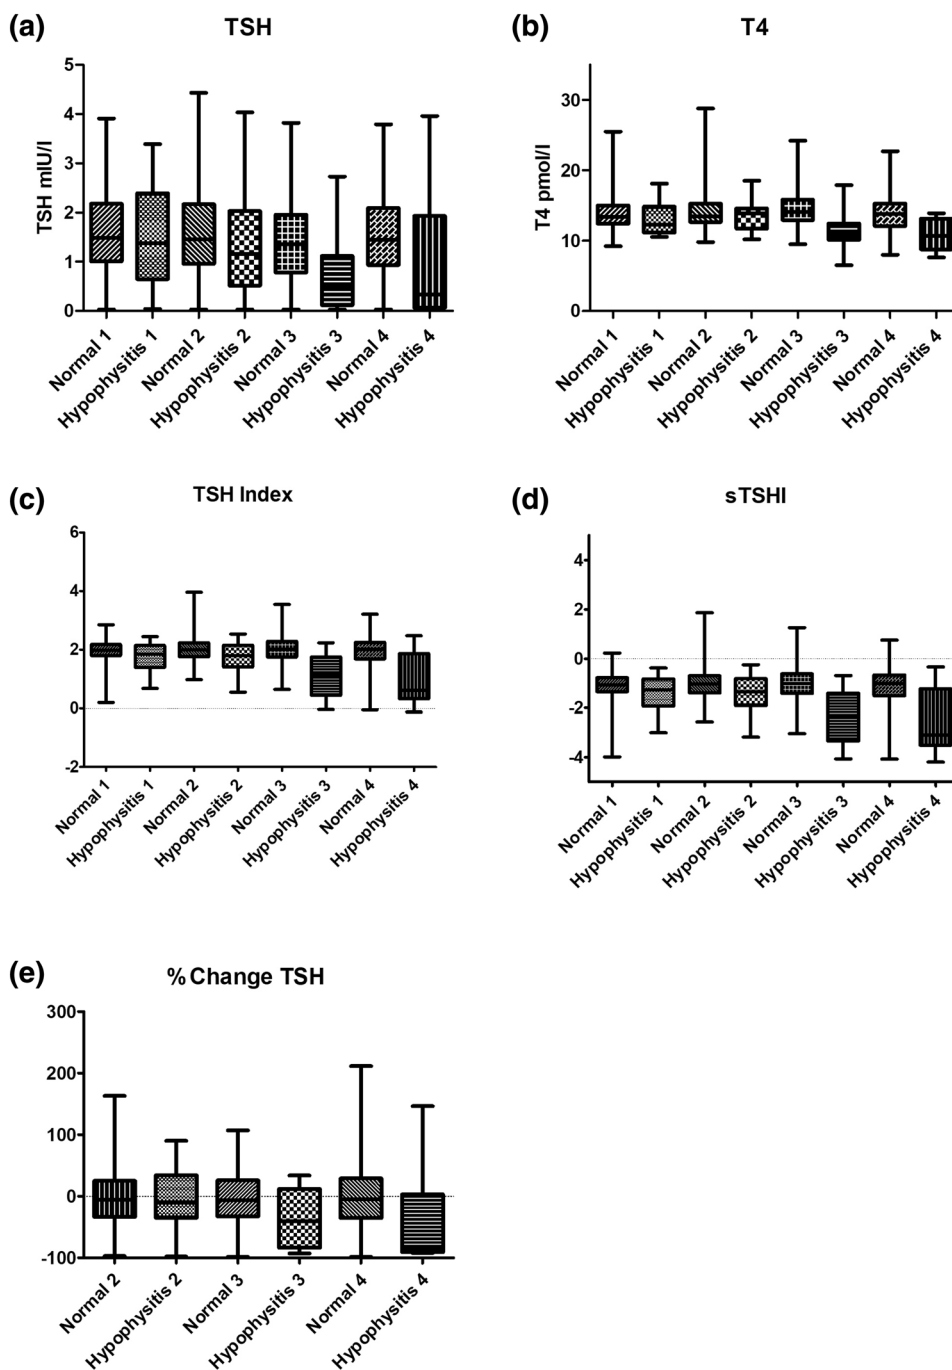 (a)
TSH
TSH mIU/l
5
4
3
2
1
0
Normal 1
Hypophysitis 1
Normal 2
Hypophysitis 2
Normal 3
Hypophysitis 3
Normal 4
Hypophysitis 4
(b)
T4
T4 pmol/l
30
20
10
0
Normal 1
Hypophysitis 1
Normal 2
Hypophysitis 2
Normal 3
Hypophysitis 3
Normal 4
Hypophysitis 4
(c)
TSH Index
6
4
2
0
-2
Normal 1
Hypophysitis 1
Normal 2
Hypophysitis 2
Normal 3
Hypophysitis 3
Normal 4
Hypophysitis 4
(d)
sTSHI
4
2
0
-2
-4
Normal 1
Hypophysitis 1
Normal 2
Hypophysitis 2
Normal 3
Hypophysitis 3
Normal 4
Hypophysitis 4
(e)
% Change TSH
300
200
100
0
-100
Normal 2
Hypophysitis 2
Normal 3
Hypophysitis 3
Normal 4
Hypophysitis 4